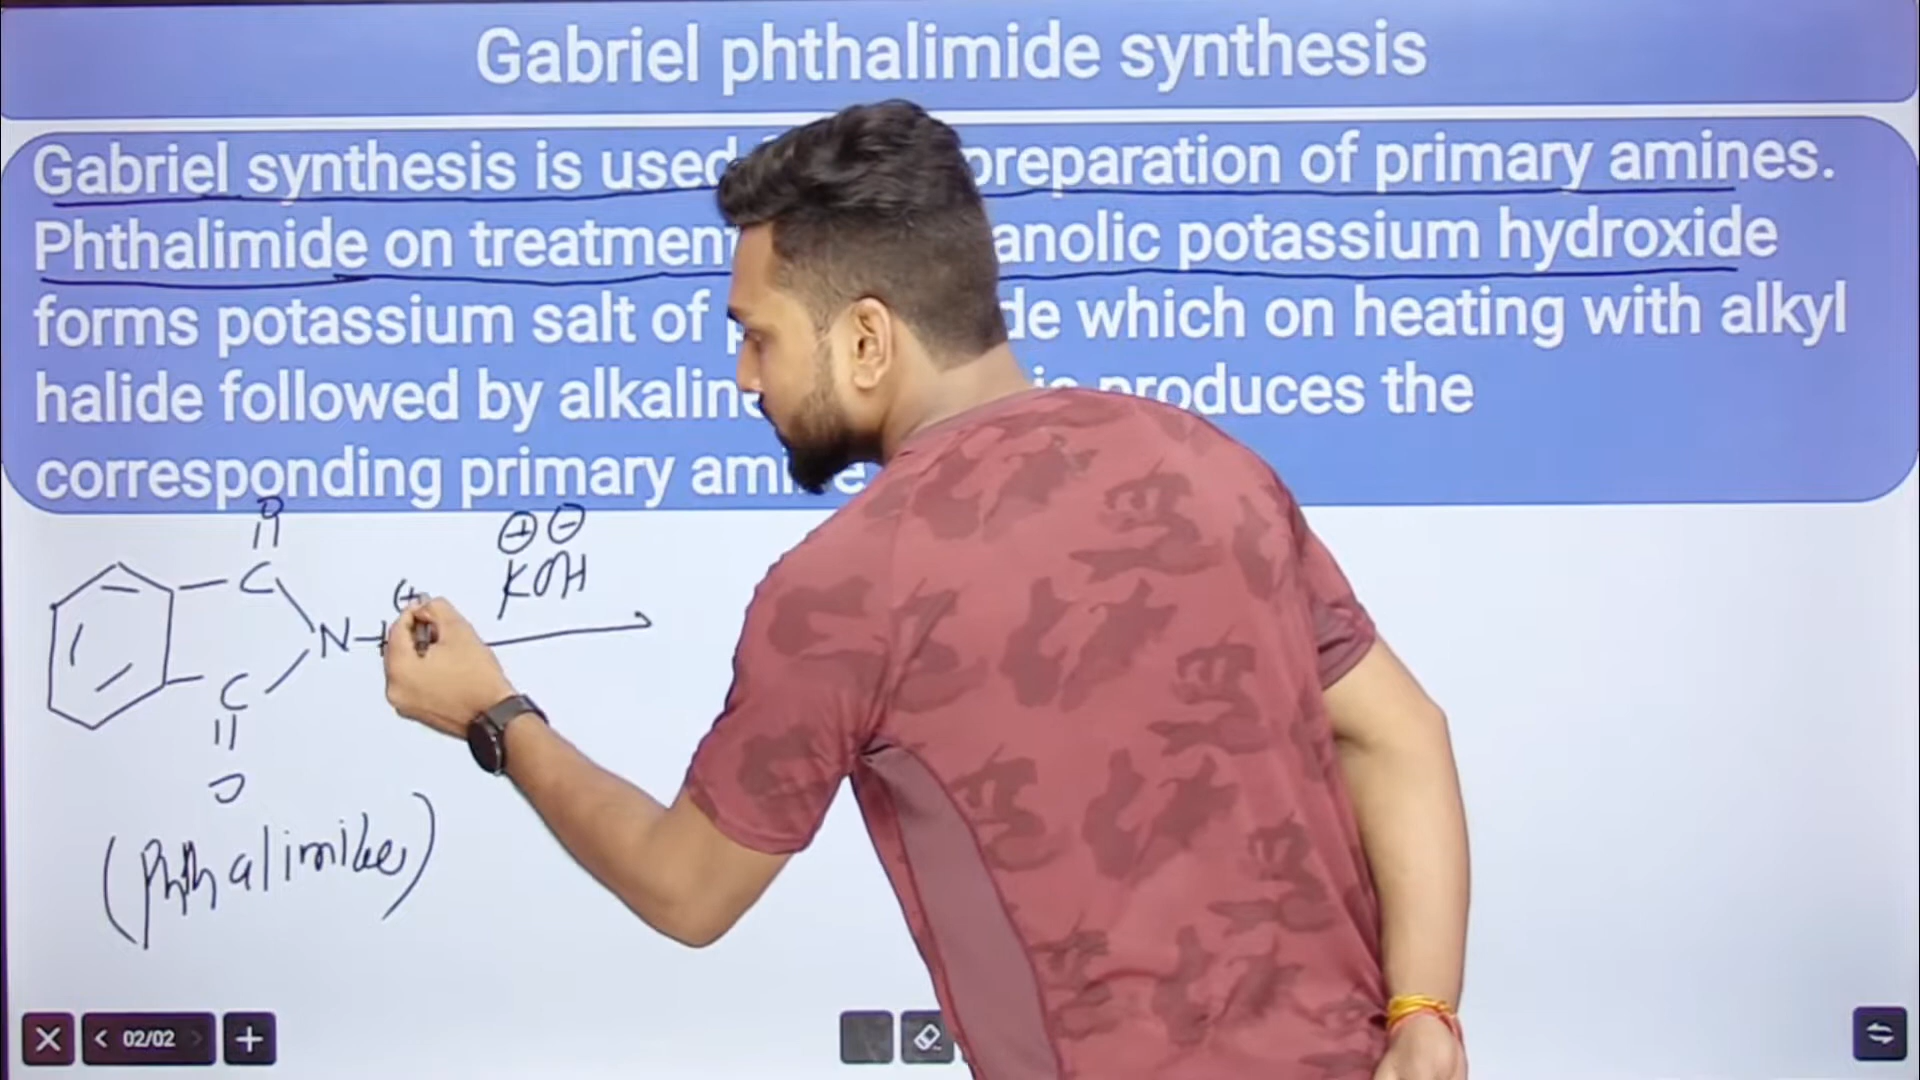 Gabriel phthalimide synthesis
Gabriel synthesis is used preparation of primary amines.
Phthalimide on treatment anolic potassium hydroxide
forms potassium salt of de which on heating with alkyl
halide followed by alkaline produces the
corresponding primary amine
O
||
⊕ ⊖
C
KOH
N-H
⊕
C
||
O
(Phthalimide)
02/02